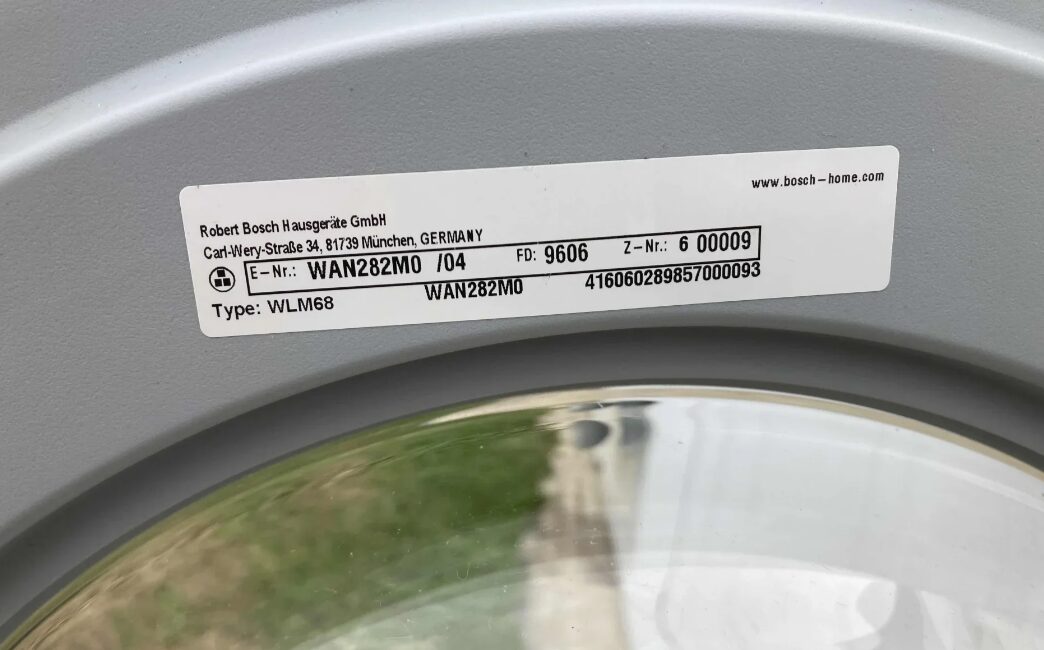 www.bosch-home.com
Robert Bosch Hausgeräte GmbH
Carl-Wery-Straße 34, 81739 München, GERMANY
E-Nr.: WAN282M0 /04 FD: 9606 Z-Nr.: 6 00009
Type: WLM68 WAN282M0 416060289857000093